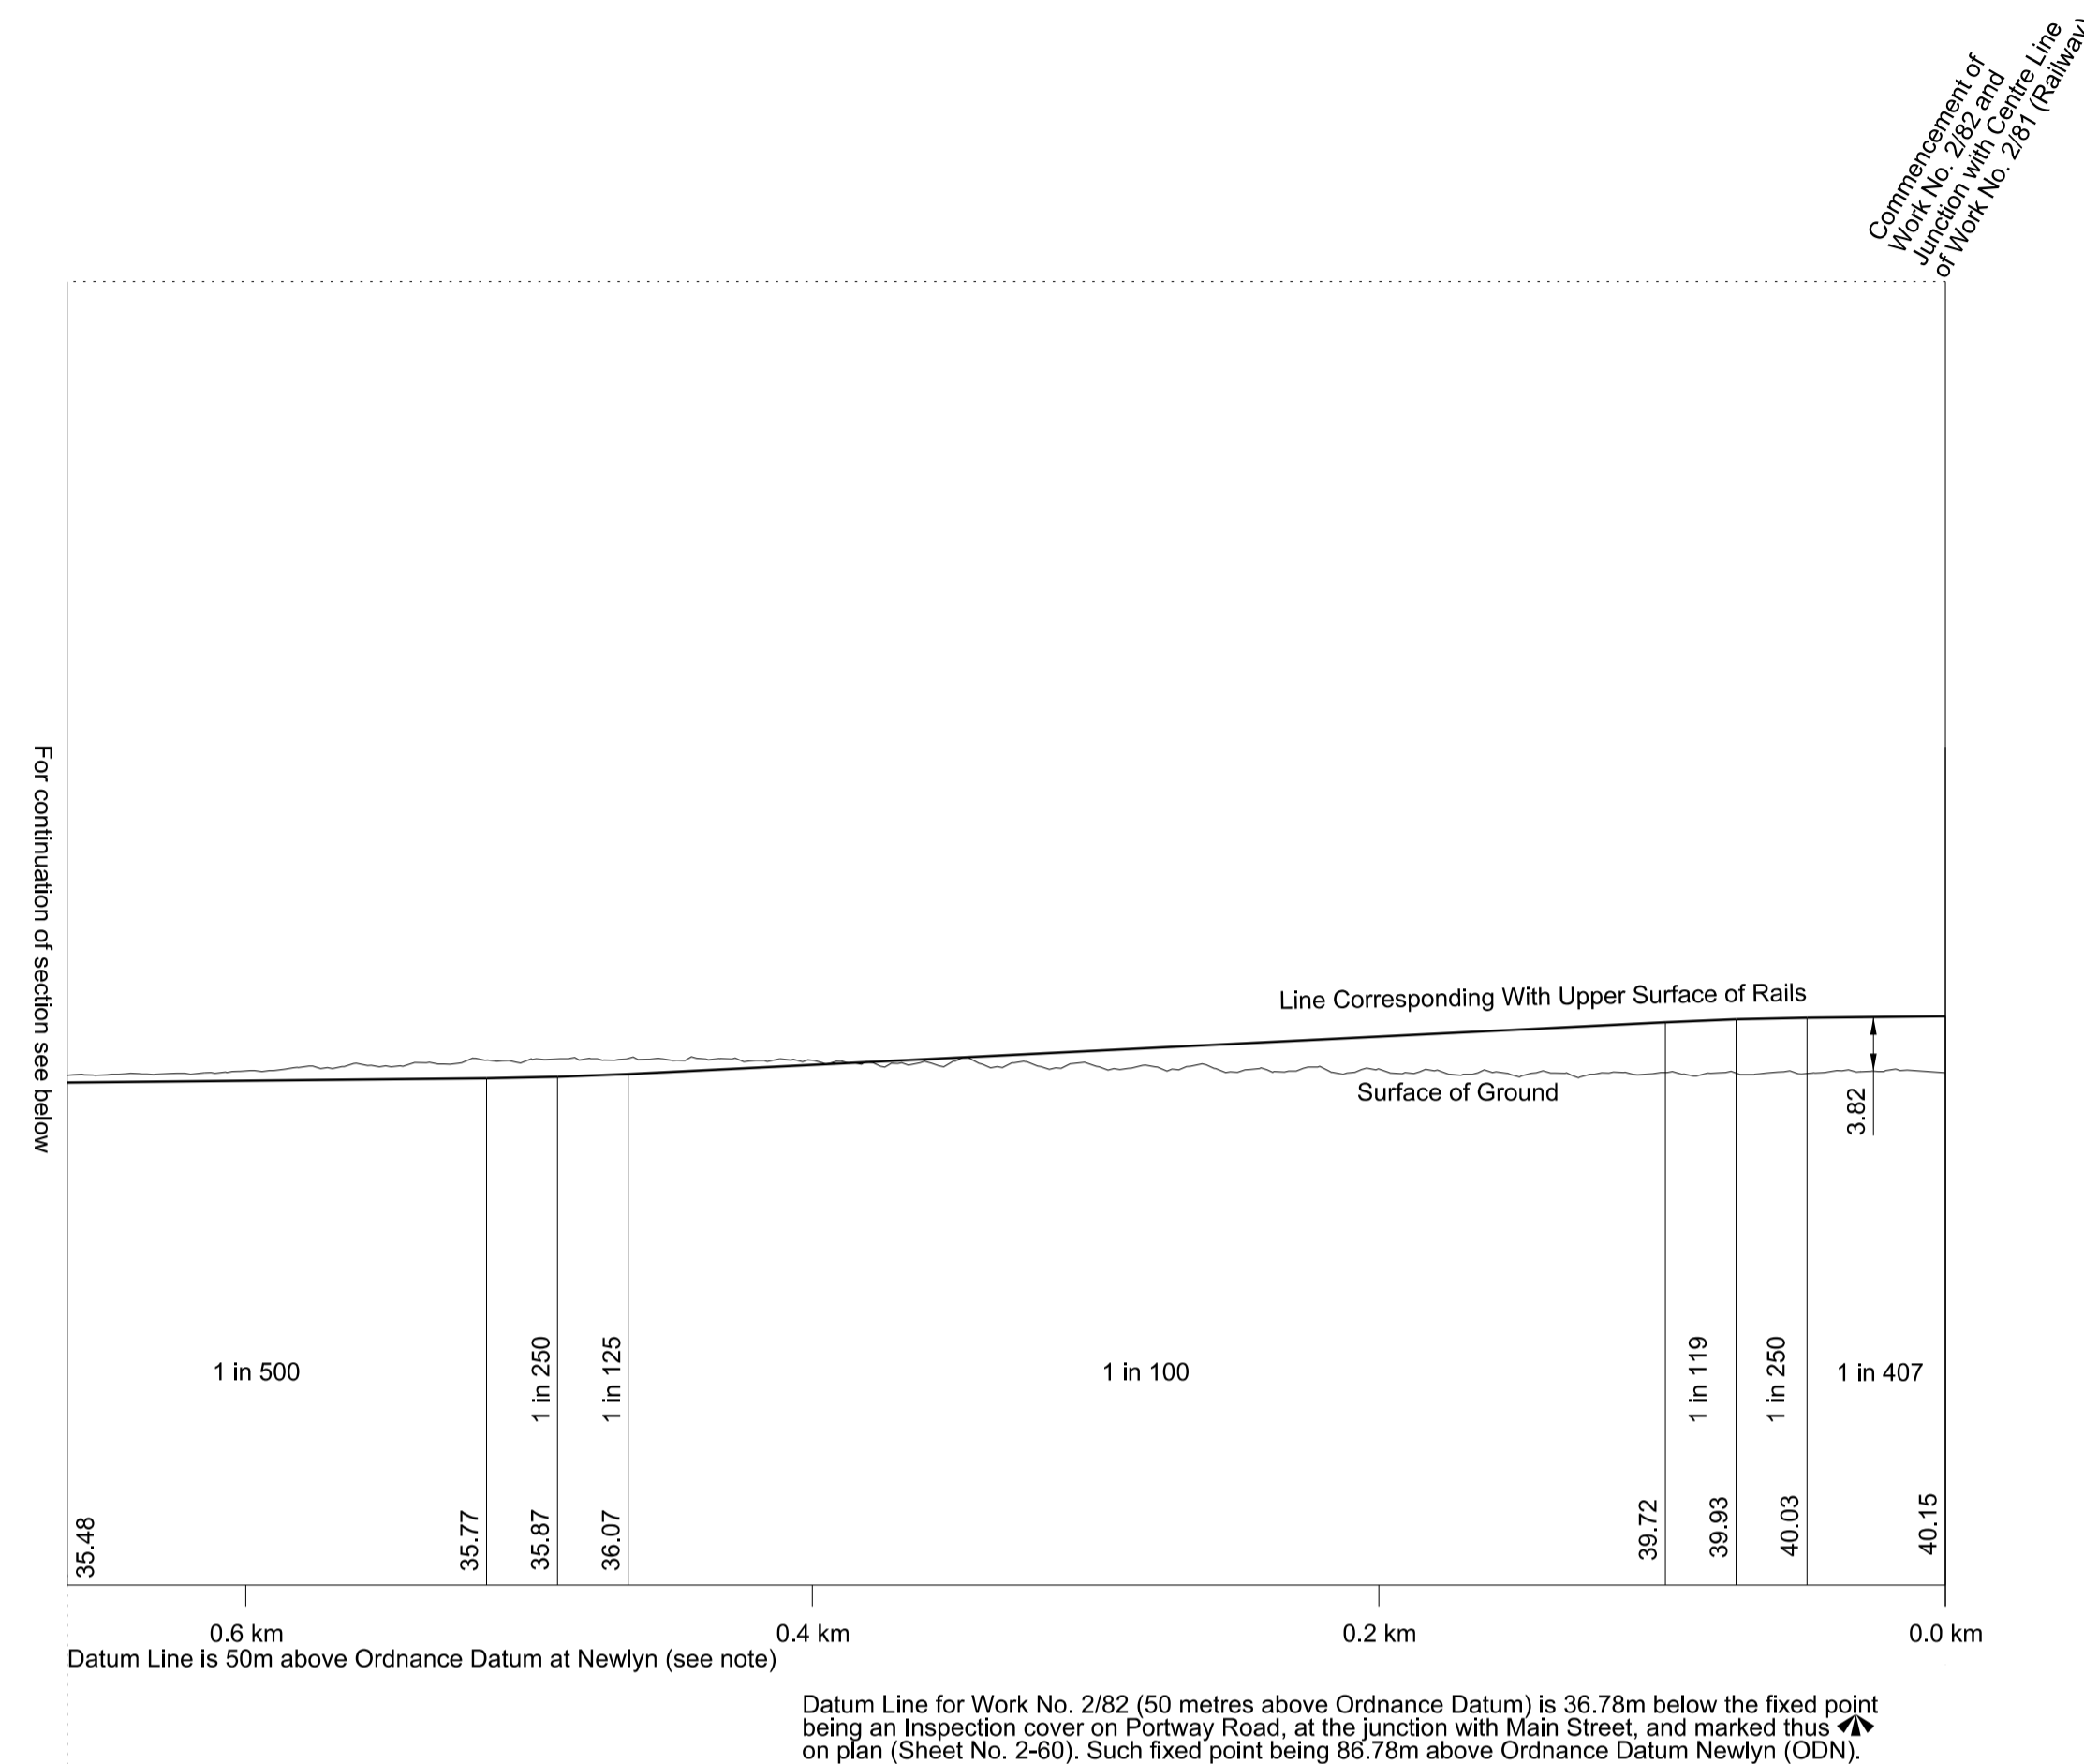 Commencement of
Work No. 2/82 and
Junction with Centre Line
of Work No. 2/81 (Railway)
For continuation of section see below
Line Corresponding With Upper Surface of Rails
Surface of Ground
3.82
1 in 500
1 in 250
1 in 125
1 in 100
1 in 119
1 in 250
1 in 407
35.48
35.77
35.87
36.07
39.72
39.93
40.03
40.15
0.6 km
0.4 km
0.2 km
0.0 km
Datum Line is 50m above Ordnance Datum at Newlyn (see note)
Datum Line for Work No. 2/82 (50 metres above Ordnance Datum) is 36.78m below the fixed point
being an Inspection cover on Portway Road, at the junction with Main Street, and marked thus
on plan (Sheet No. 2-60). Such fixed point being 86.78m above Ordnance Datum Newlyn (ODN).